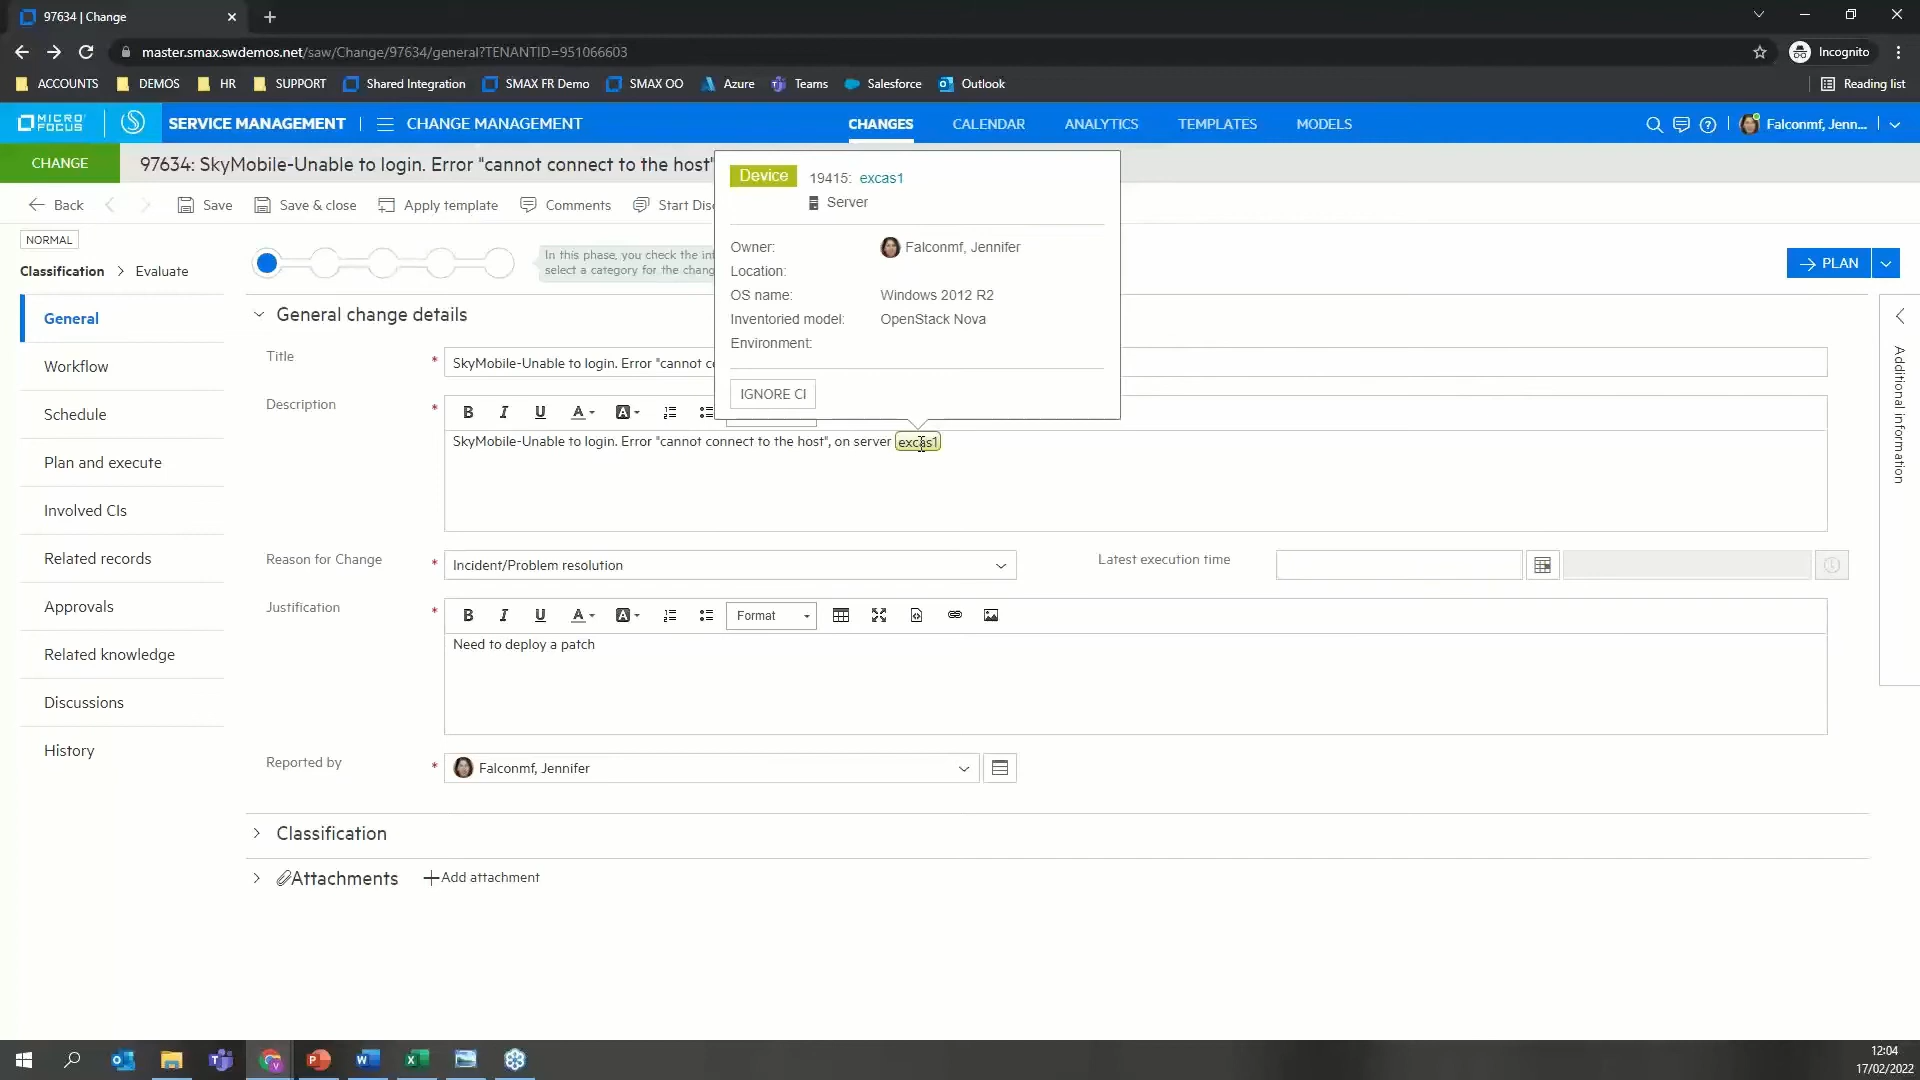 97634 | Change
master.smax.swdemos.net/saw/Change/97634/general?TENANTID=951066603
Incognito
ACCOUNTS DEMOS HR SUPPORT Shared Integration SMAX FR Demo SMAX OO Azure Teams Salesforce Outlook Reading list
MICRO FOCUS SERVICE MANAGEMENT CHANGE MANAGEMENT CHANGES CALENDAR ANALYTICS TEMPLATES MODELS Falconmf, Jenn...
CHANGE 97634: SkyMobile-Unable to login. Error "cannot connect to the host"
Device 19415: excas1
Server
Back Save Save & close Apply template Comments Start Disc
NORMAL
Classification > Evaluate
In this phase, you check the in
select a category for the chang
PLAN
Owner: Falconmf, Jennifer
Location:
OS name: Windows 2012 R2
Inventoried model: OpenStack Nova
Environment:
IGNORE CI
General
Workflow
Schedule
Plan and execute
Involved CIs
Related records
Approvals
Related knowledge
Discussions
History
General change details
Title * SkyMobile-Unable to login. Error "cannot c
Description *
B I U A A
SkyMobile-Unable to login. Error "cannot connect to the host", on server excas1
Reason for Change * Incident/Problem resolution Latest execution time
Justification *
B I U A A Format
Need to deploy a patch
Reported by * Falconmf, Jennifer
Classification
Attachments Add attachment
Additional information
12:04
17/02/2022